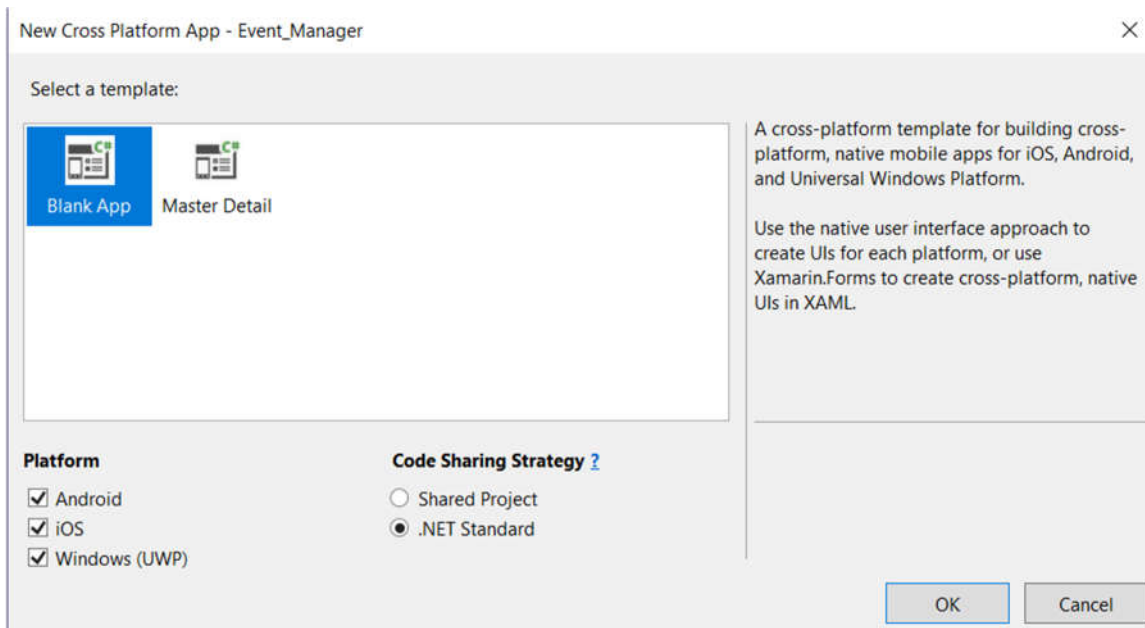 New Cross Platform App - Event_Manager
Select a template:
Blank App
Master Detail
A cross-platform template for building cross-
platform, native mobile apps for iOS, Android,
and Universal Windows Platform.
Use the native user interface approach to
create UIs for each platform, or use
Xamarin.Forms to create cross-platform, native
UIs in XAML.
Platform
Android
iOS
Windows (UWP)
Code Sharing Strategy ?
Shared Project
.NET Standard
OK
Cancel